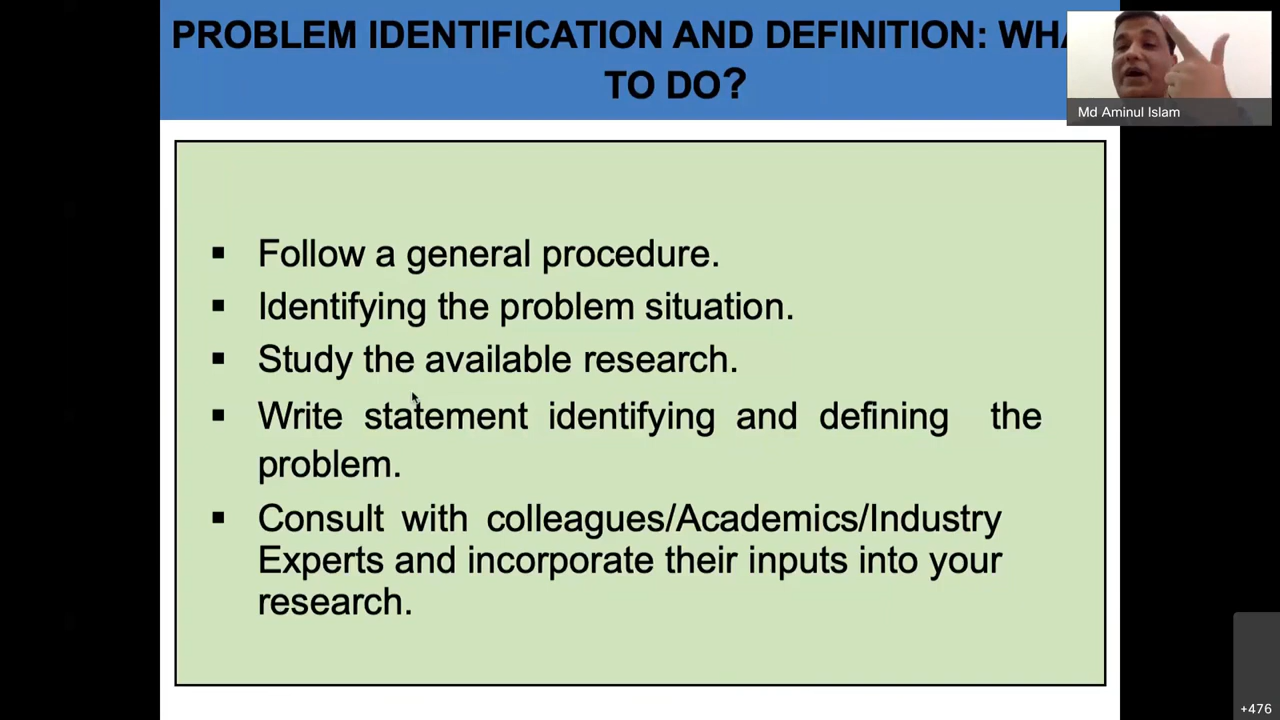 PROBLEM IDENTIFICATION AND DEFINITION: WHA
TO DO?
Md Aminul Islam
▪ Follow a general procedure.
▪ Identifying the problem situation.
▪ Study the available research.
▪ Write statement identifying and defining the
problem.
▪ Consult with colleagues/Academics/Industry
Experts and incorporate their inputs into your
research.
+476